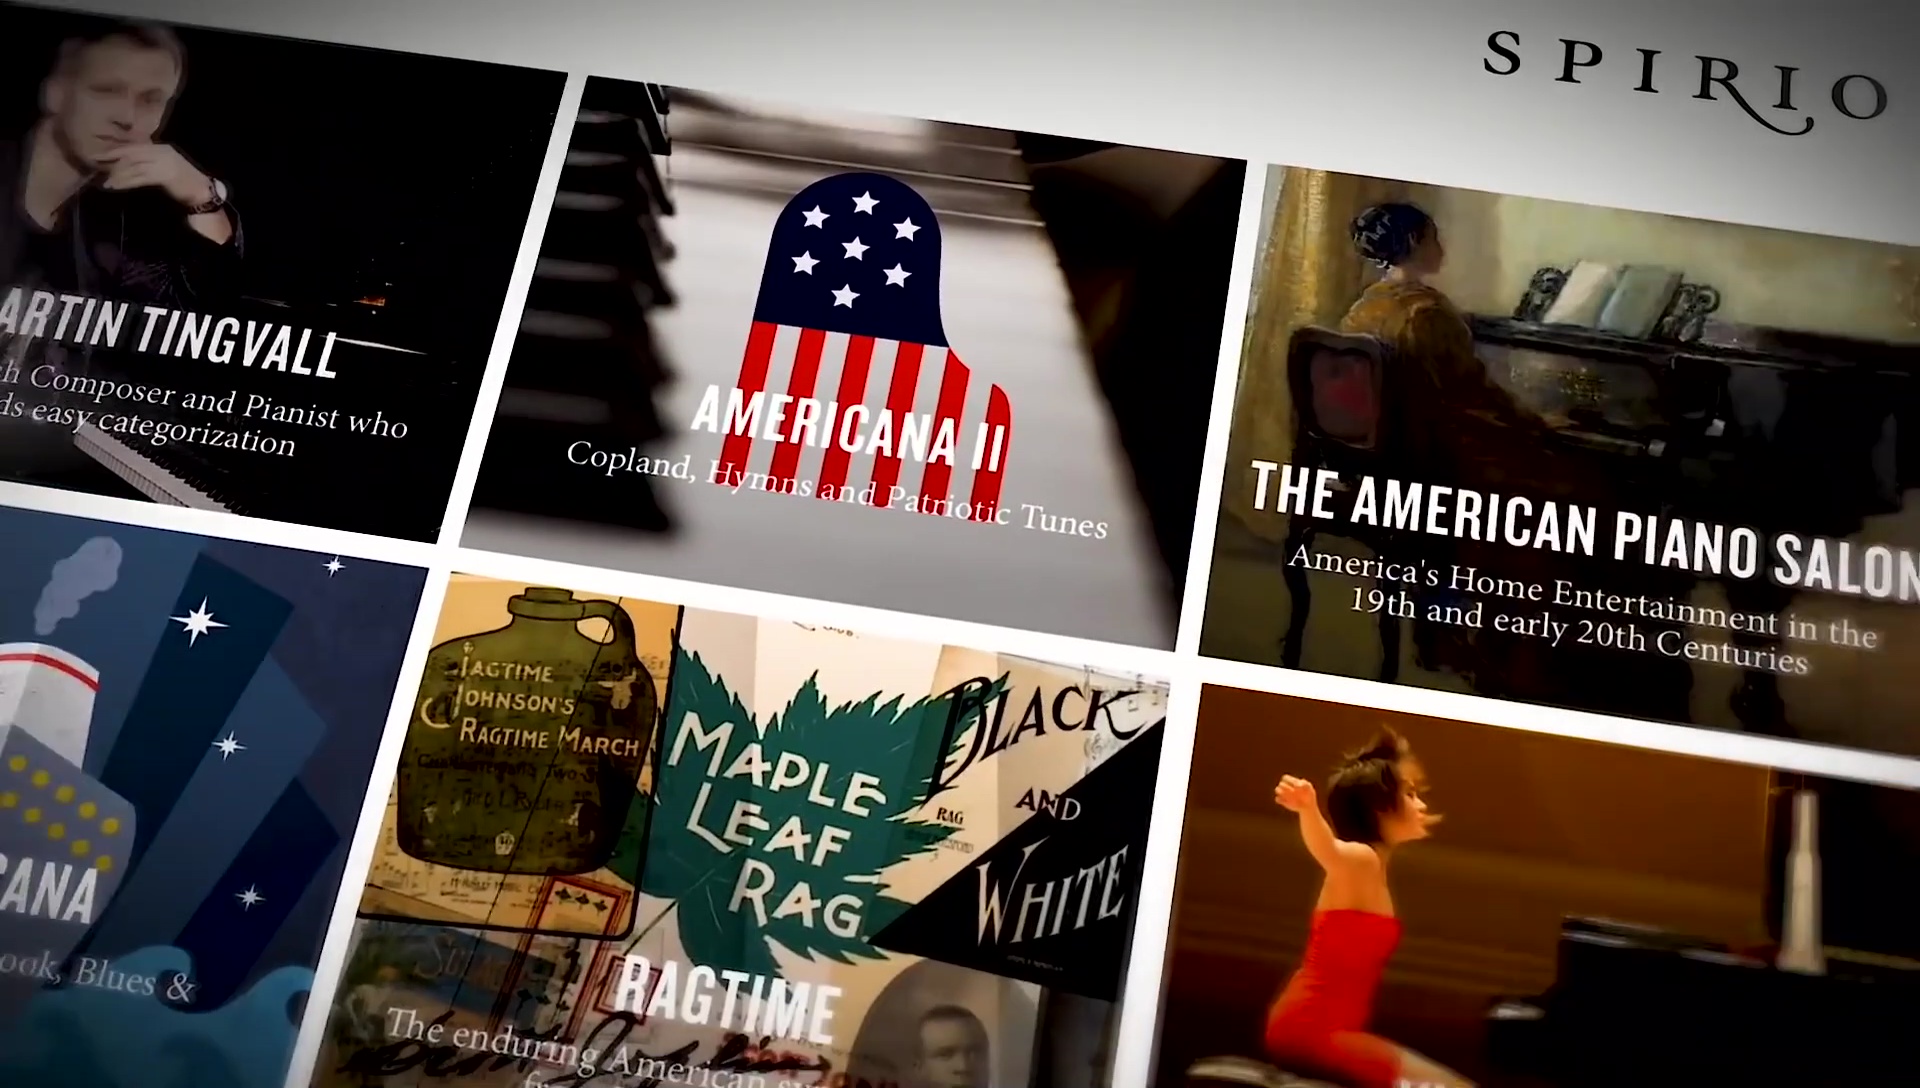 SPIRIO
ARTIN TINGVALL
h Composer and Pianist who
ds easy categorization
AMERICANA II
Copland, Hymns and Patriotic Tunes
THE AMERICAN PIANO SALON
America's Home Entertainment in the
19th and early 20th Centuries
CANA
ook, Blues &
JAGTIME
JOHNSON'S
RAGTIME MARCH
MAPLE
LEAF
RAG
BLACK
AND
WHITE
RAG
RAGTIME
The enduring American